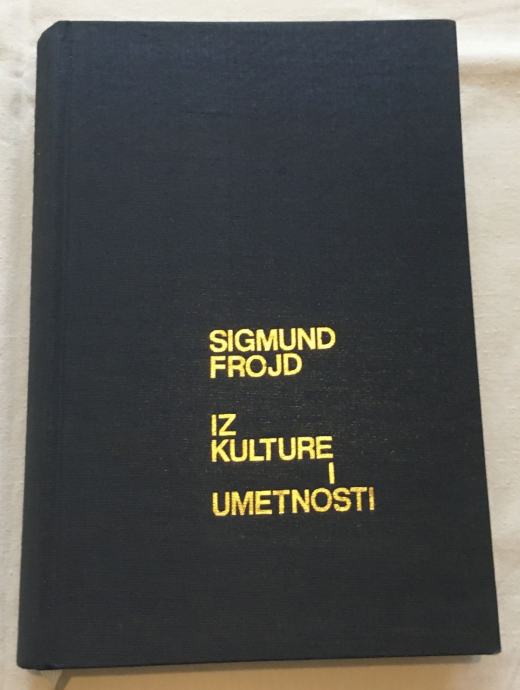 SIGMUND
FROJD
IZ
KULTURE
I
UMETNOSTI